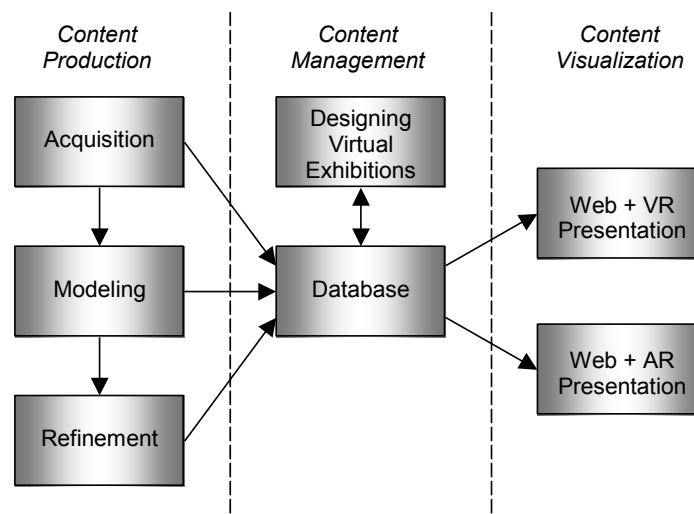 Content
Production
Content
Management
Content
Visualization
Acquisition
Designing
Virtual
Exhibitions
Web + VR
Presentation
Modeling
Database
Web + AR
Presentation
Refinement